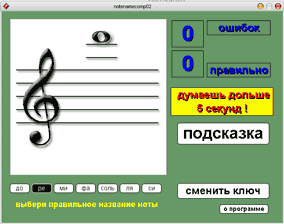 notenamecomp02
0 ошибок
0 правильно
думаешь дольше
5 секунд !
подсказка
до ре ми фа соль ля си
сменить ключ
выбери правильное название ноты
о программе